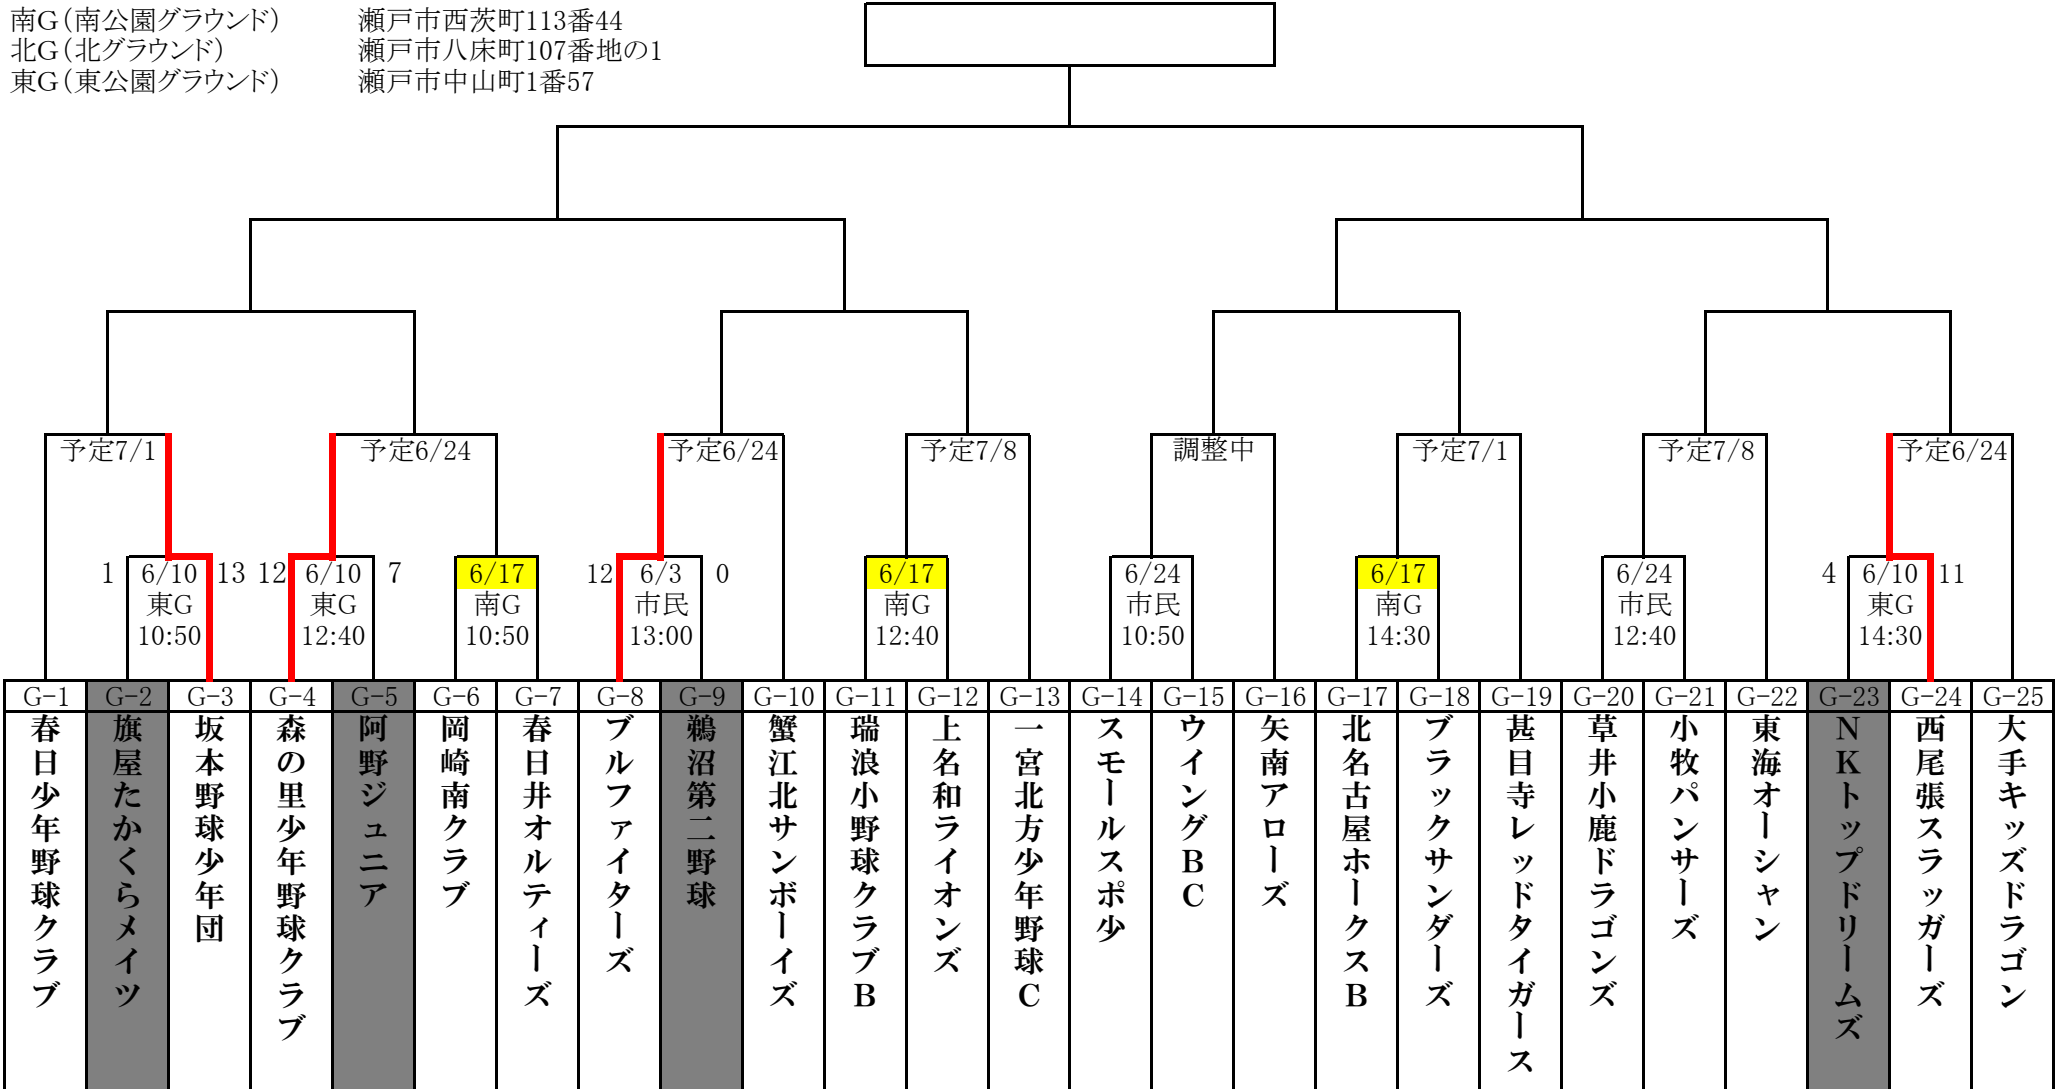 南G（南公園グラウンド） 瀬戸市西茨町113番44
北G（北グラウンド） 瀬戸市八床町107番地の1
東G（東公園グラウンド） 瀬戸市中山町1番57
予定7/1 予定6/24 予定6/24 予定7/8 調整中 予定7/1 予定7/8 予定6/24
1 6/10 13 12 6/10 7 6/17 12 6/3 0 6/17 6/24 6/17 6/24 4 6/10 11
東G 東G 南G 市民 南G 市民 南G 市民 東G
10:50 12:40 10:50 13:00 12:40 10:50 14:30 12:40 14:30
G-1 G-2 G-3 G-4 G-5 G-6 G-7 G-8 G-9 G-10 G-11 G-12 G-13 G-14 G-15 G-16 G-17 G-18 G-19 G-20 G-21 G-22 G-23 G-24 G-25
春日少年野球クラブ
旗屋たかくらメイツ
坂本野球少年団
森の里少年野球クラブ
阿野ジュニア
岡崎南クラブ
春日井オルティーズ
ブルファイターズ
鵜沼第二野球
蟹江北サンボーイズ
瑞浪小野球クラブB
上名和ライオンズ
一宮北方少年野球C
スモールスポ少
ウイングBC
矢南アローズ
北名古屋ホークスB
ブラックサンダーズ
甚目寺レッドタイガース
草井小鹿ドラゴンズ
小牧パンサーズ
東海オーシャン
NKトップドリームズ
西尾張スラッガーズ
大手キッズドラゴン